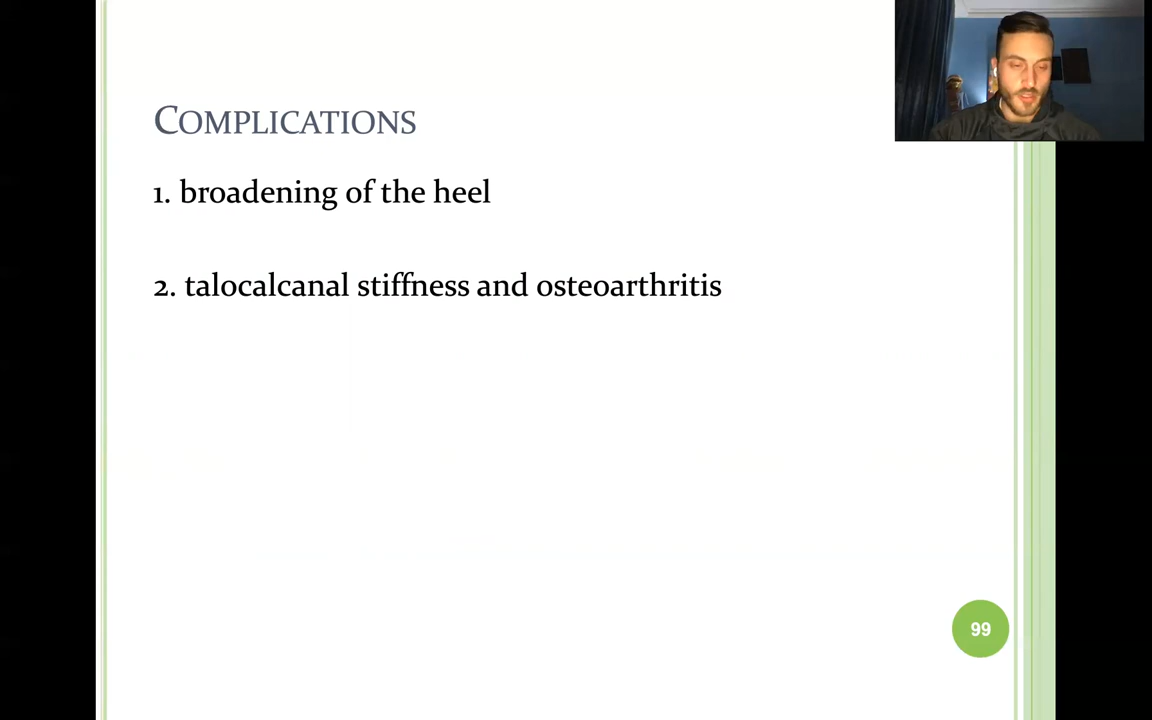 COMPLICATIONS
1. broadening of the heel
2. talocalcanal stiffness and osteoarthritis
99